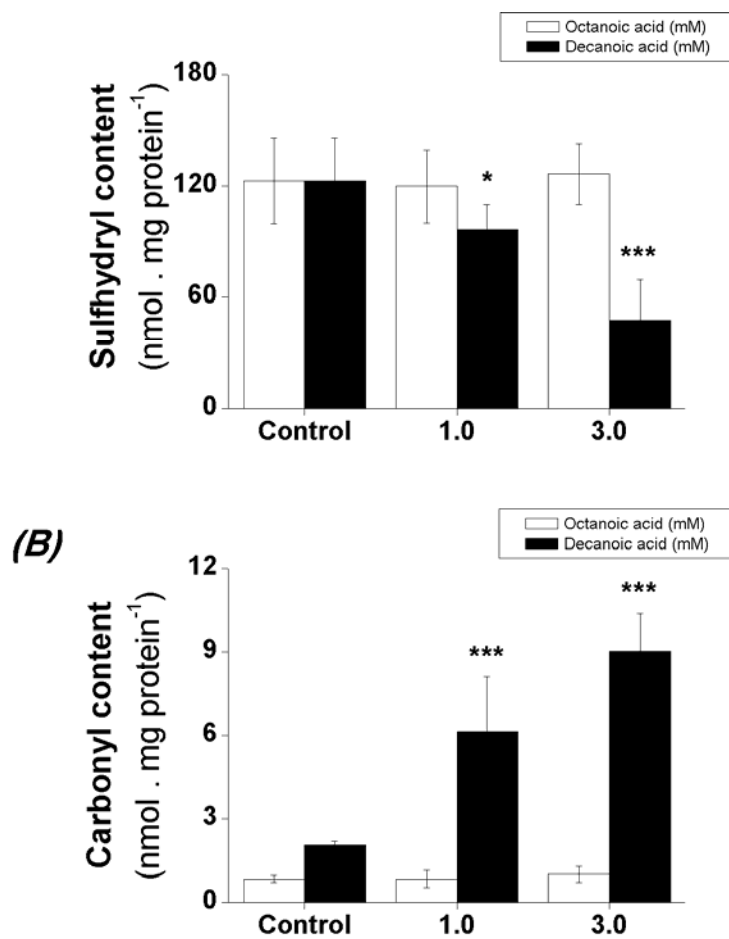 Octanoic acid (mM)
Decanoic acid (mM)
180
120
60
0
Sulfhydryl content
(nmol . mg protein⁻¹)
*
***
Control 1.0 3.0
(B)
Octanoic acid (mM)
Decanoic acid (mM)
12
9
6
3
0
Carbonyl content
(nmol . mg protein⁻¹)
***
***
Control 1.0 3.0